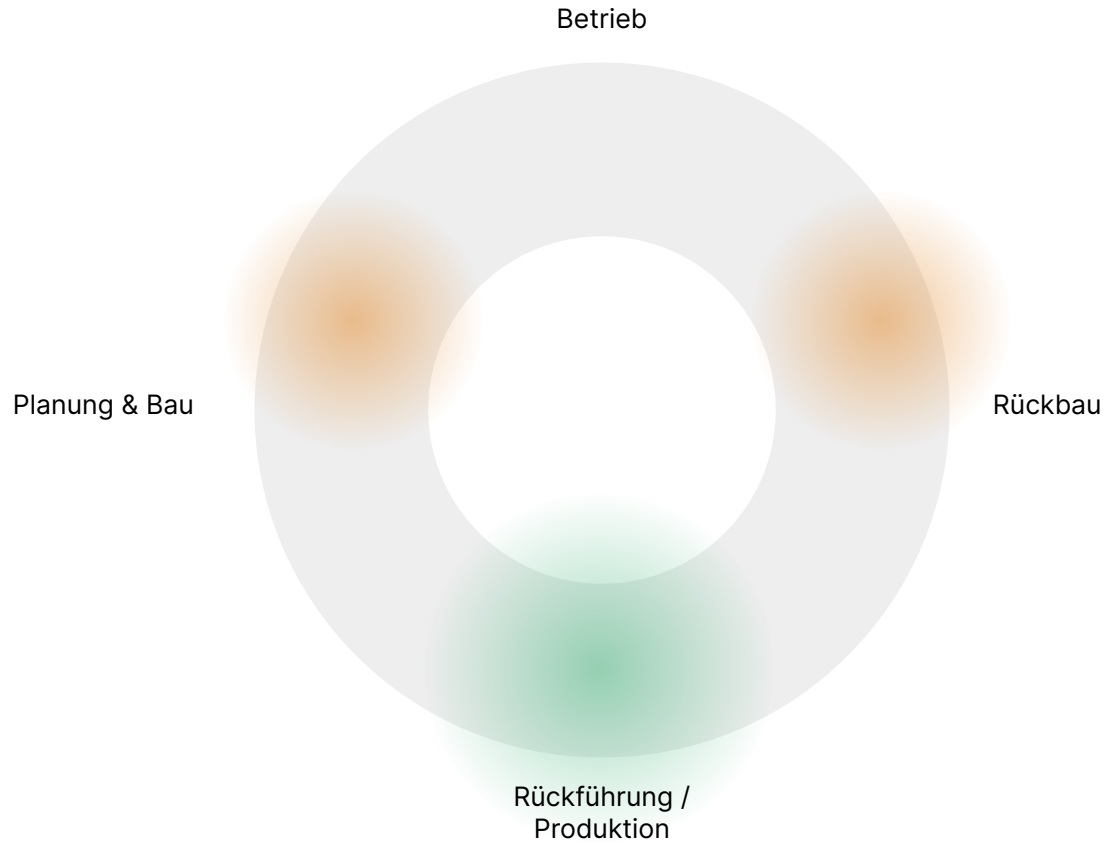 Betrieb
Planung & Bau
Rückbau
Rückführung /
Produktion